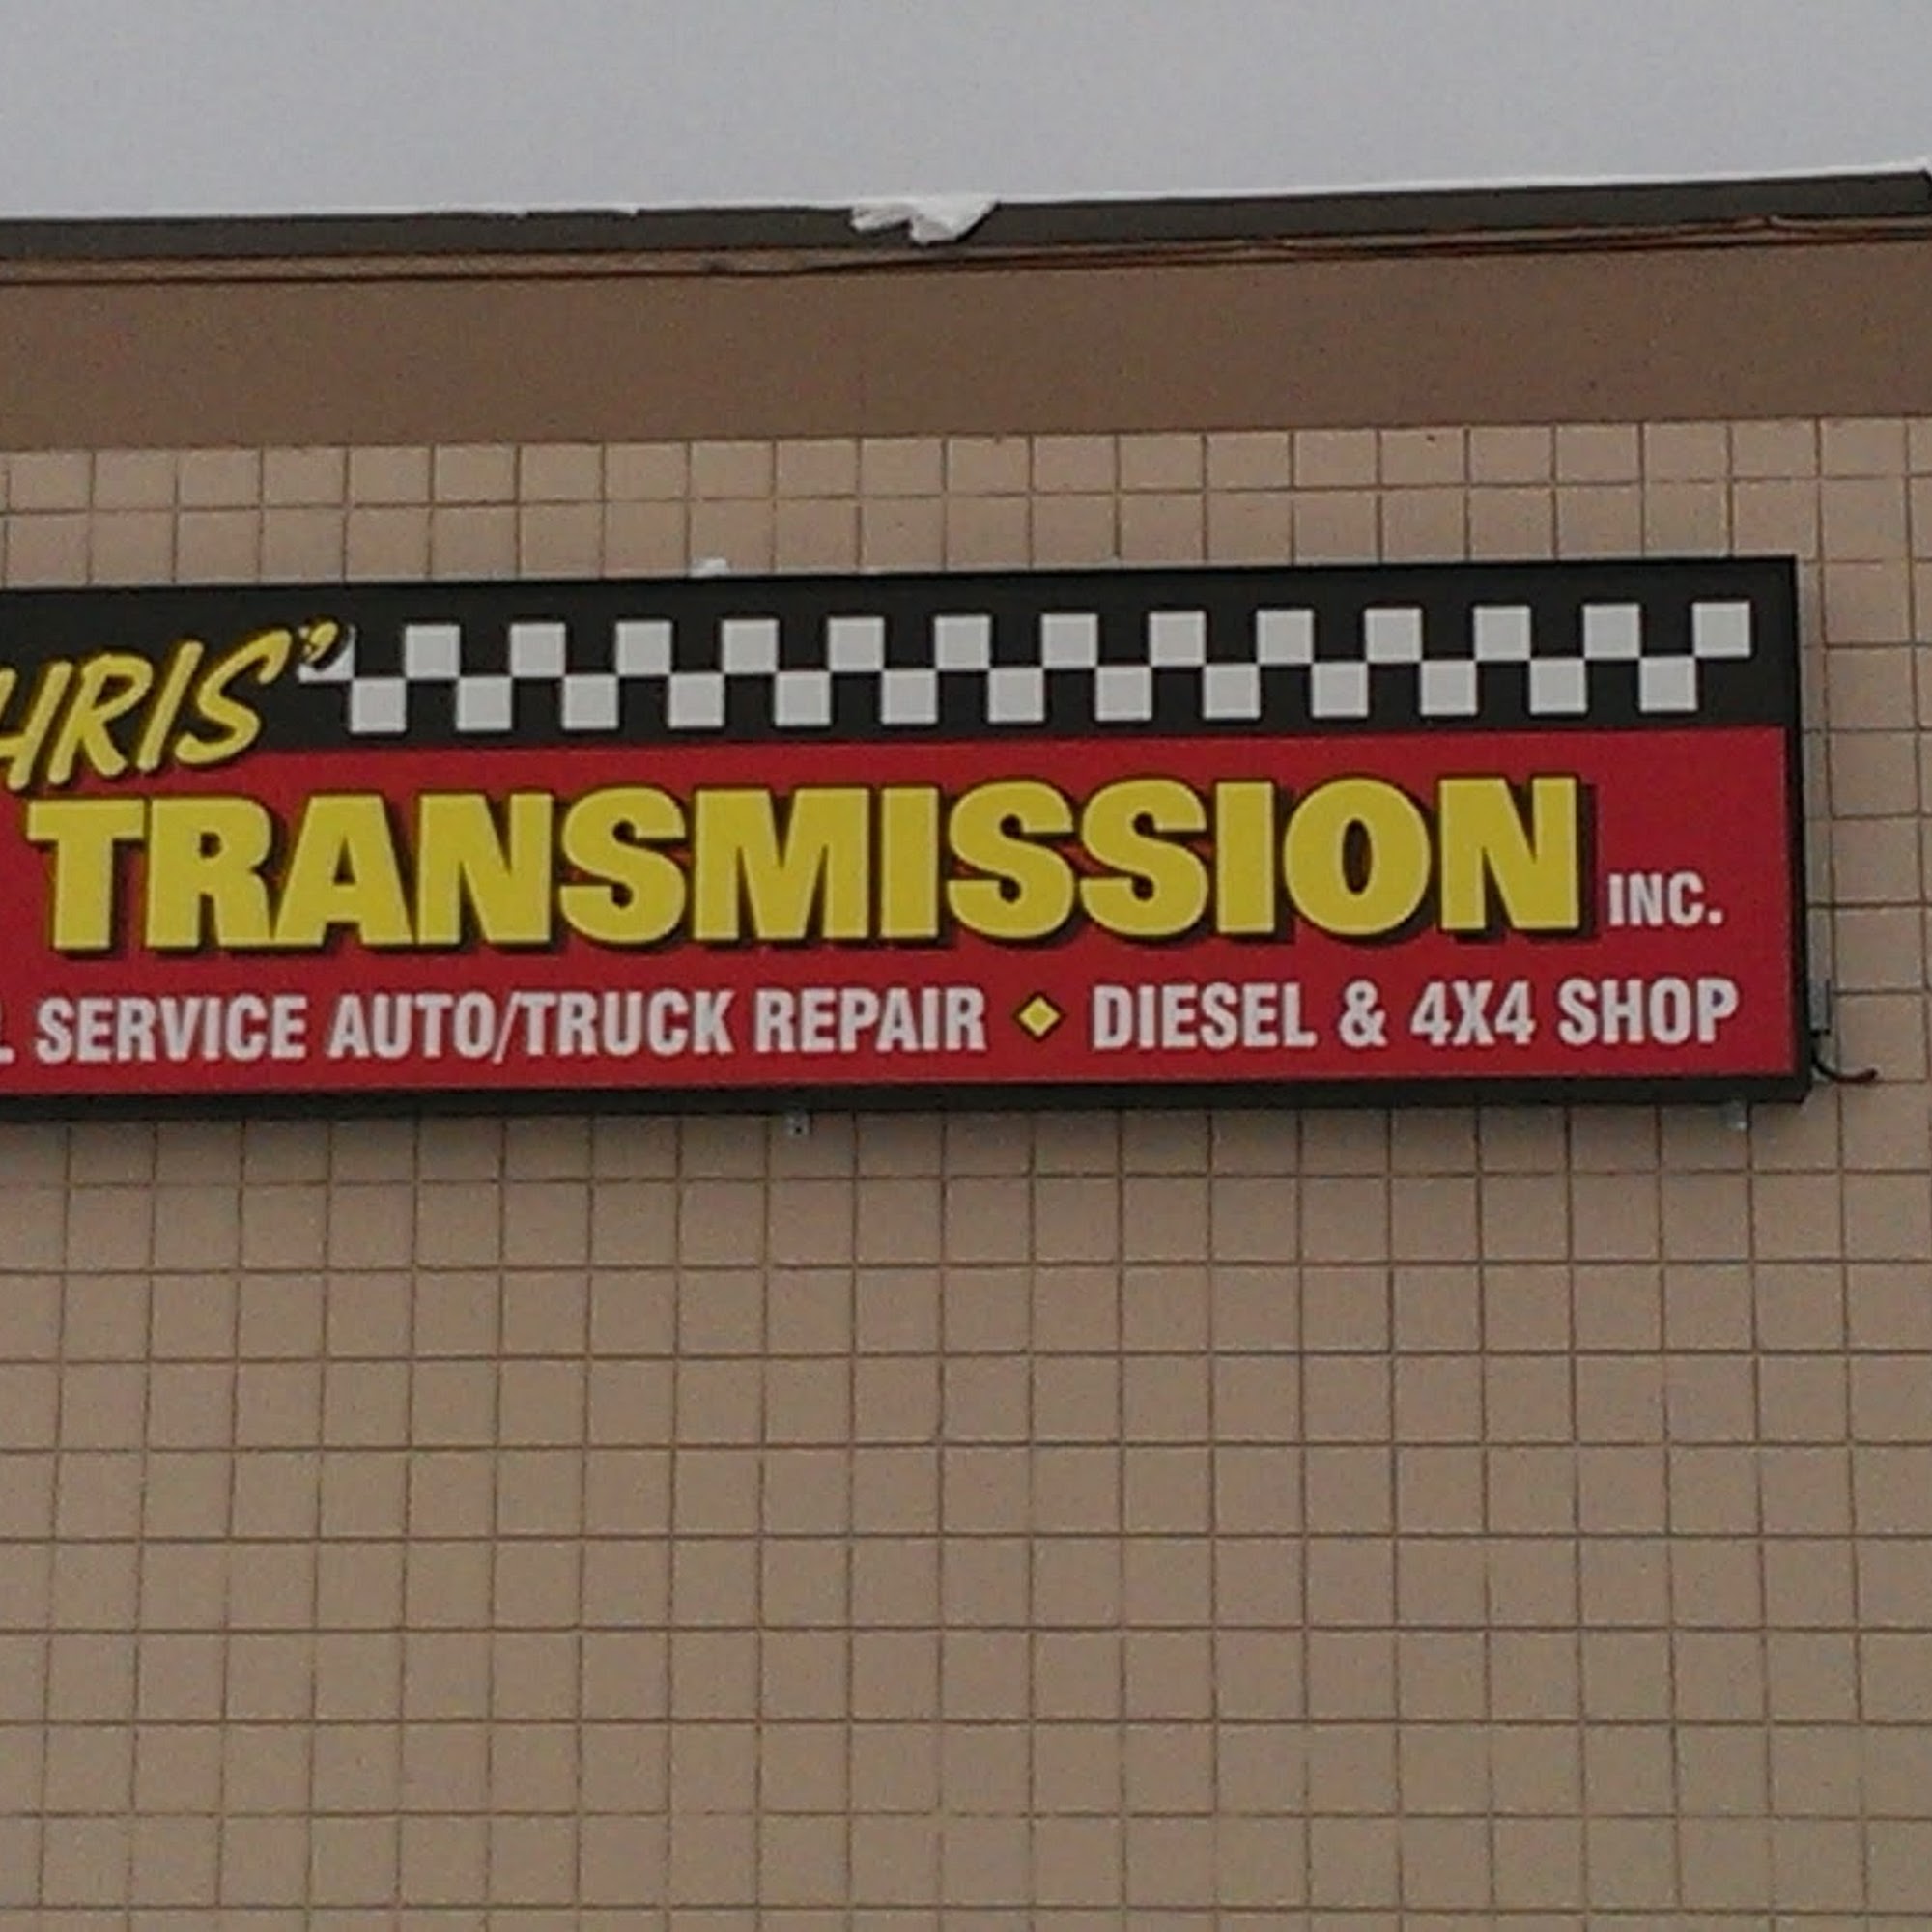 HRIS'
TRANSMISSION INC.
SERVICE AUTO/TRUCK REPAIR ◆ DIESEL & 4X4 SHOP